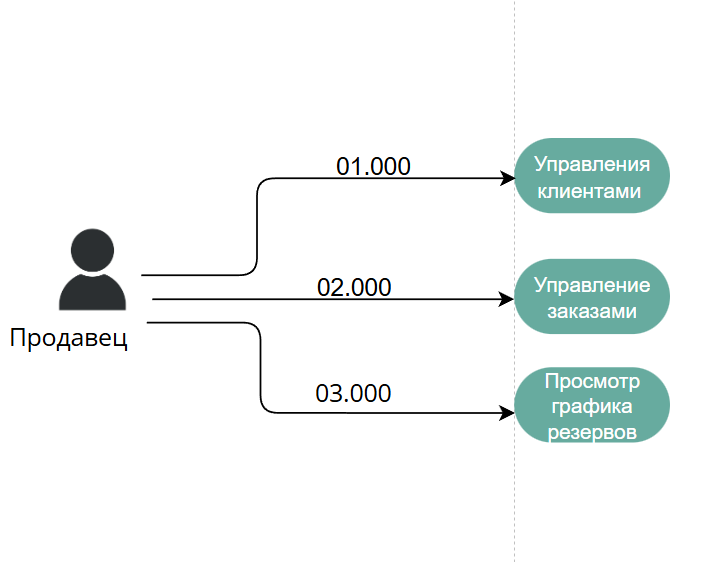 01.000
Управления
клиентами
02.000
Управление
заказами
Продавец
03.000
Просмотр
графика
резервов